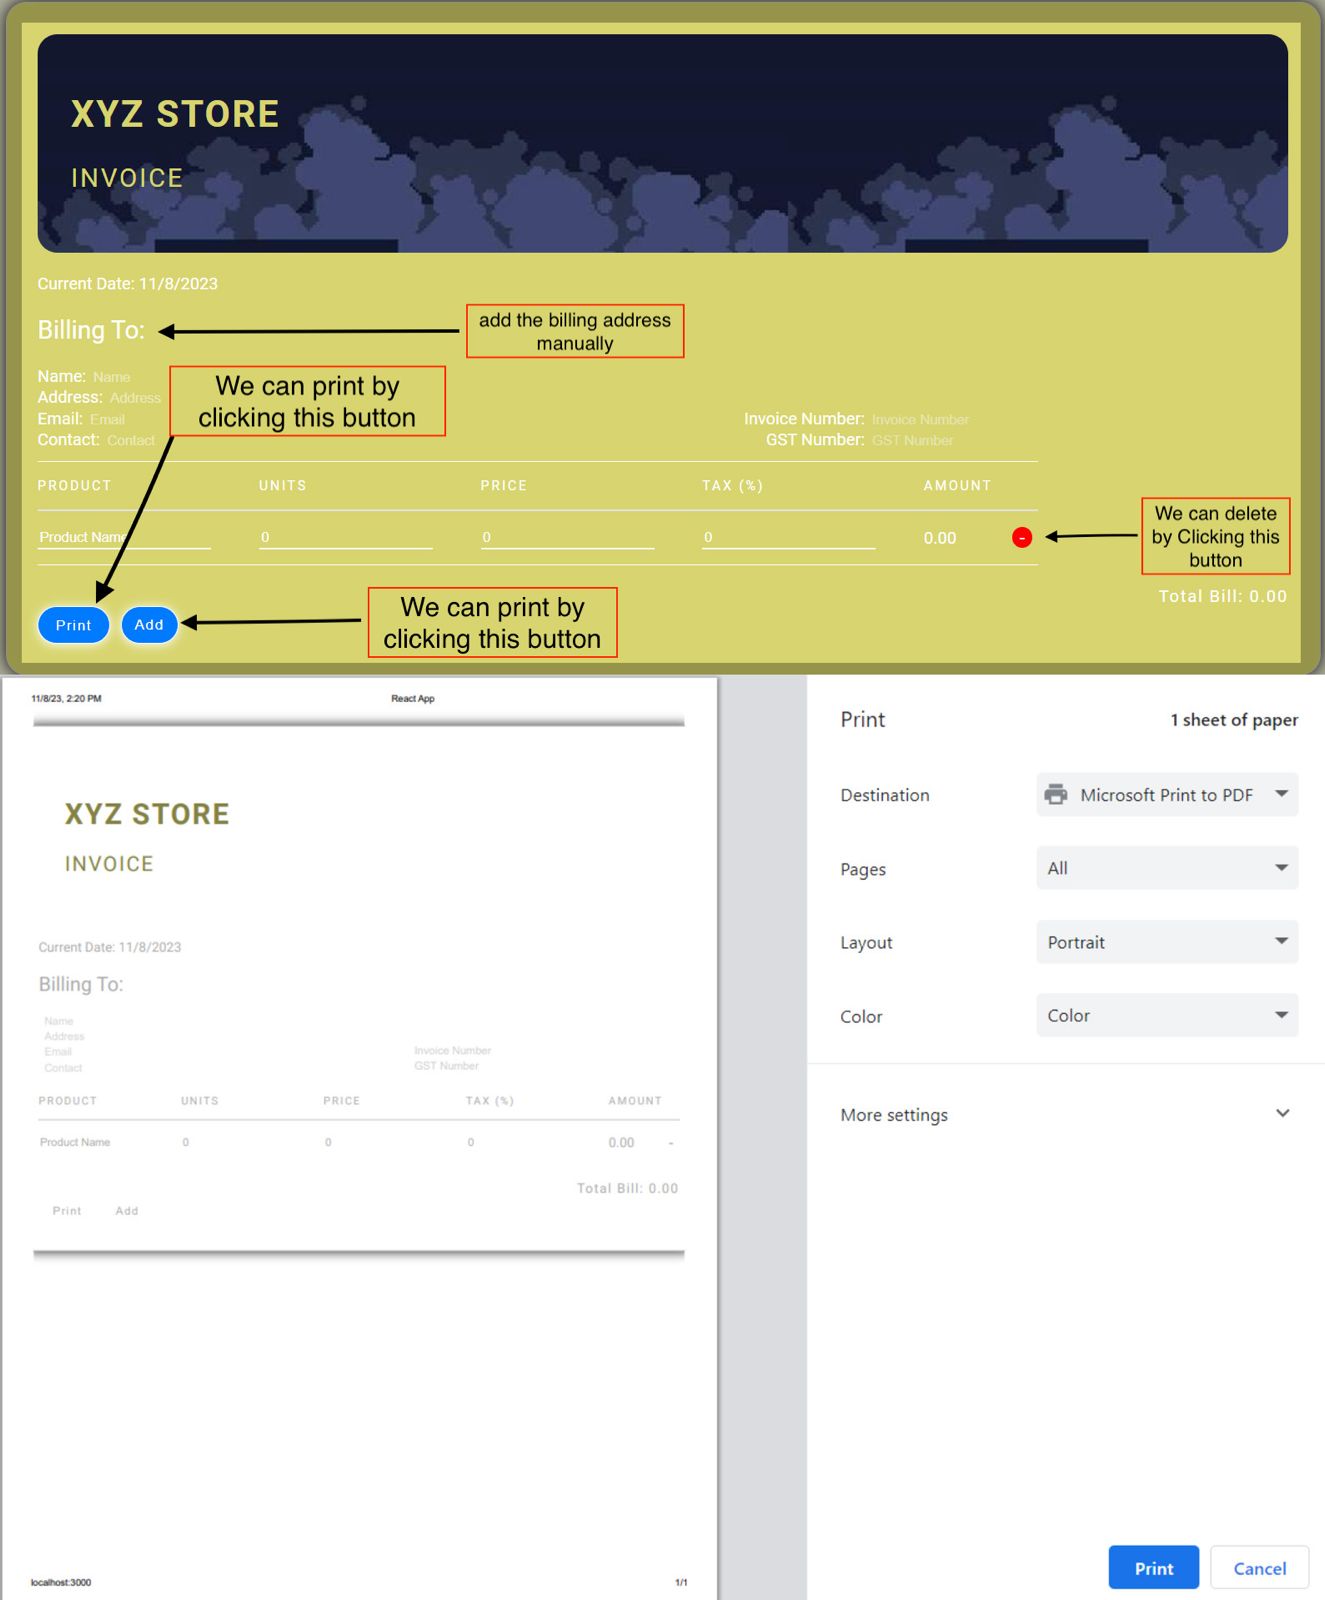 XYZ STORE
INVOICE
Current Date: 11/8/2023
Billing To:
add the billing address
manually
Name: Name
Address: Address
Email: Email
Contact: Contact
We can print by
clicking this button
Invoice Number: Invoice Number
GST Number: GST Number
PRODUCT UNITS PRICE TAX (%) AMOUNT
Product Name 0 0 0 0.00 -
We can delete
by Clicking this
button
Total Bill: 0.00
Print Add
We can print by
clicking this button
11/8/23, 2:20 PM React App
XYZ STORE
INVOICE
Current Date: 11/8/2023
Billing To:
Name
Address
Email
Contact
Invoice Number
GST Number
PRODUCT UNITS PRICE TAX (%) AMOUNT
Product Name 0 0 0 0.00 -
Total Bill: 0.00
Print Add
localhost:3000 1/1
Print 1 sheet of paper
Destination Microsoft Print to PDF
Pages All
Layout Portrait
Color Color
More settings
Print Cancel